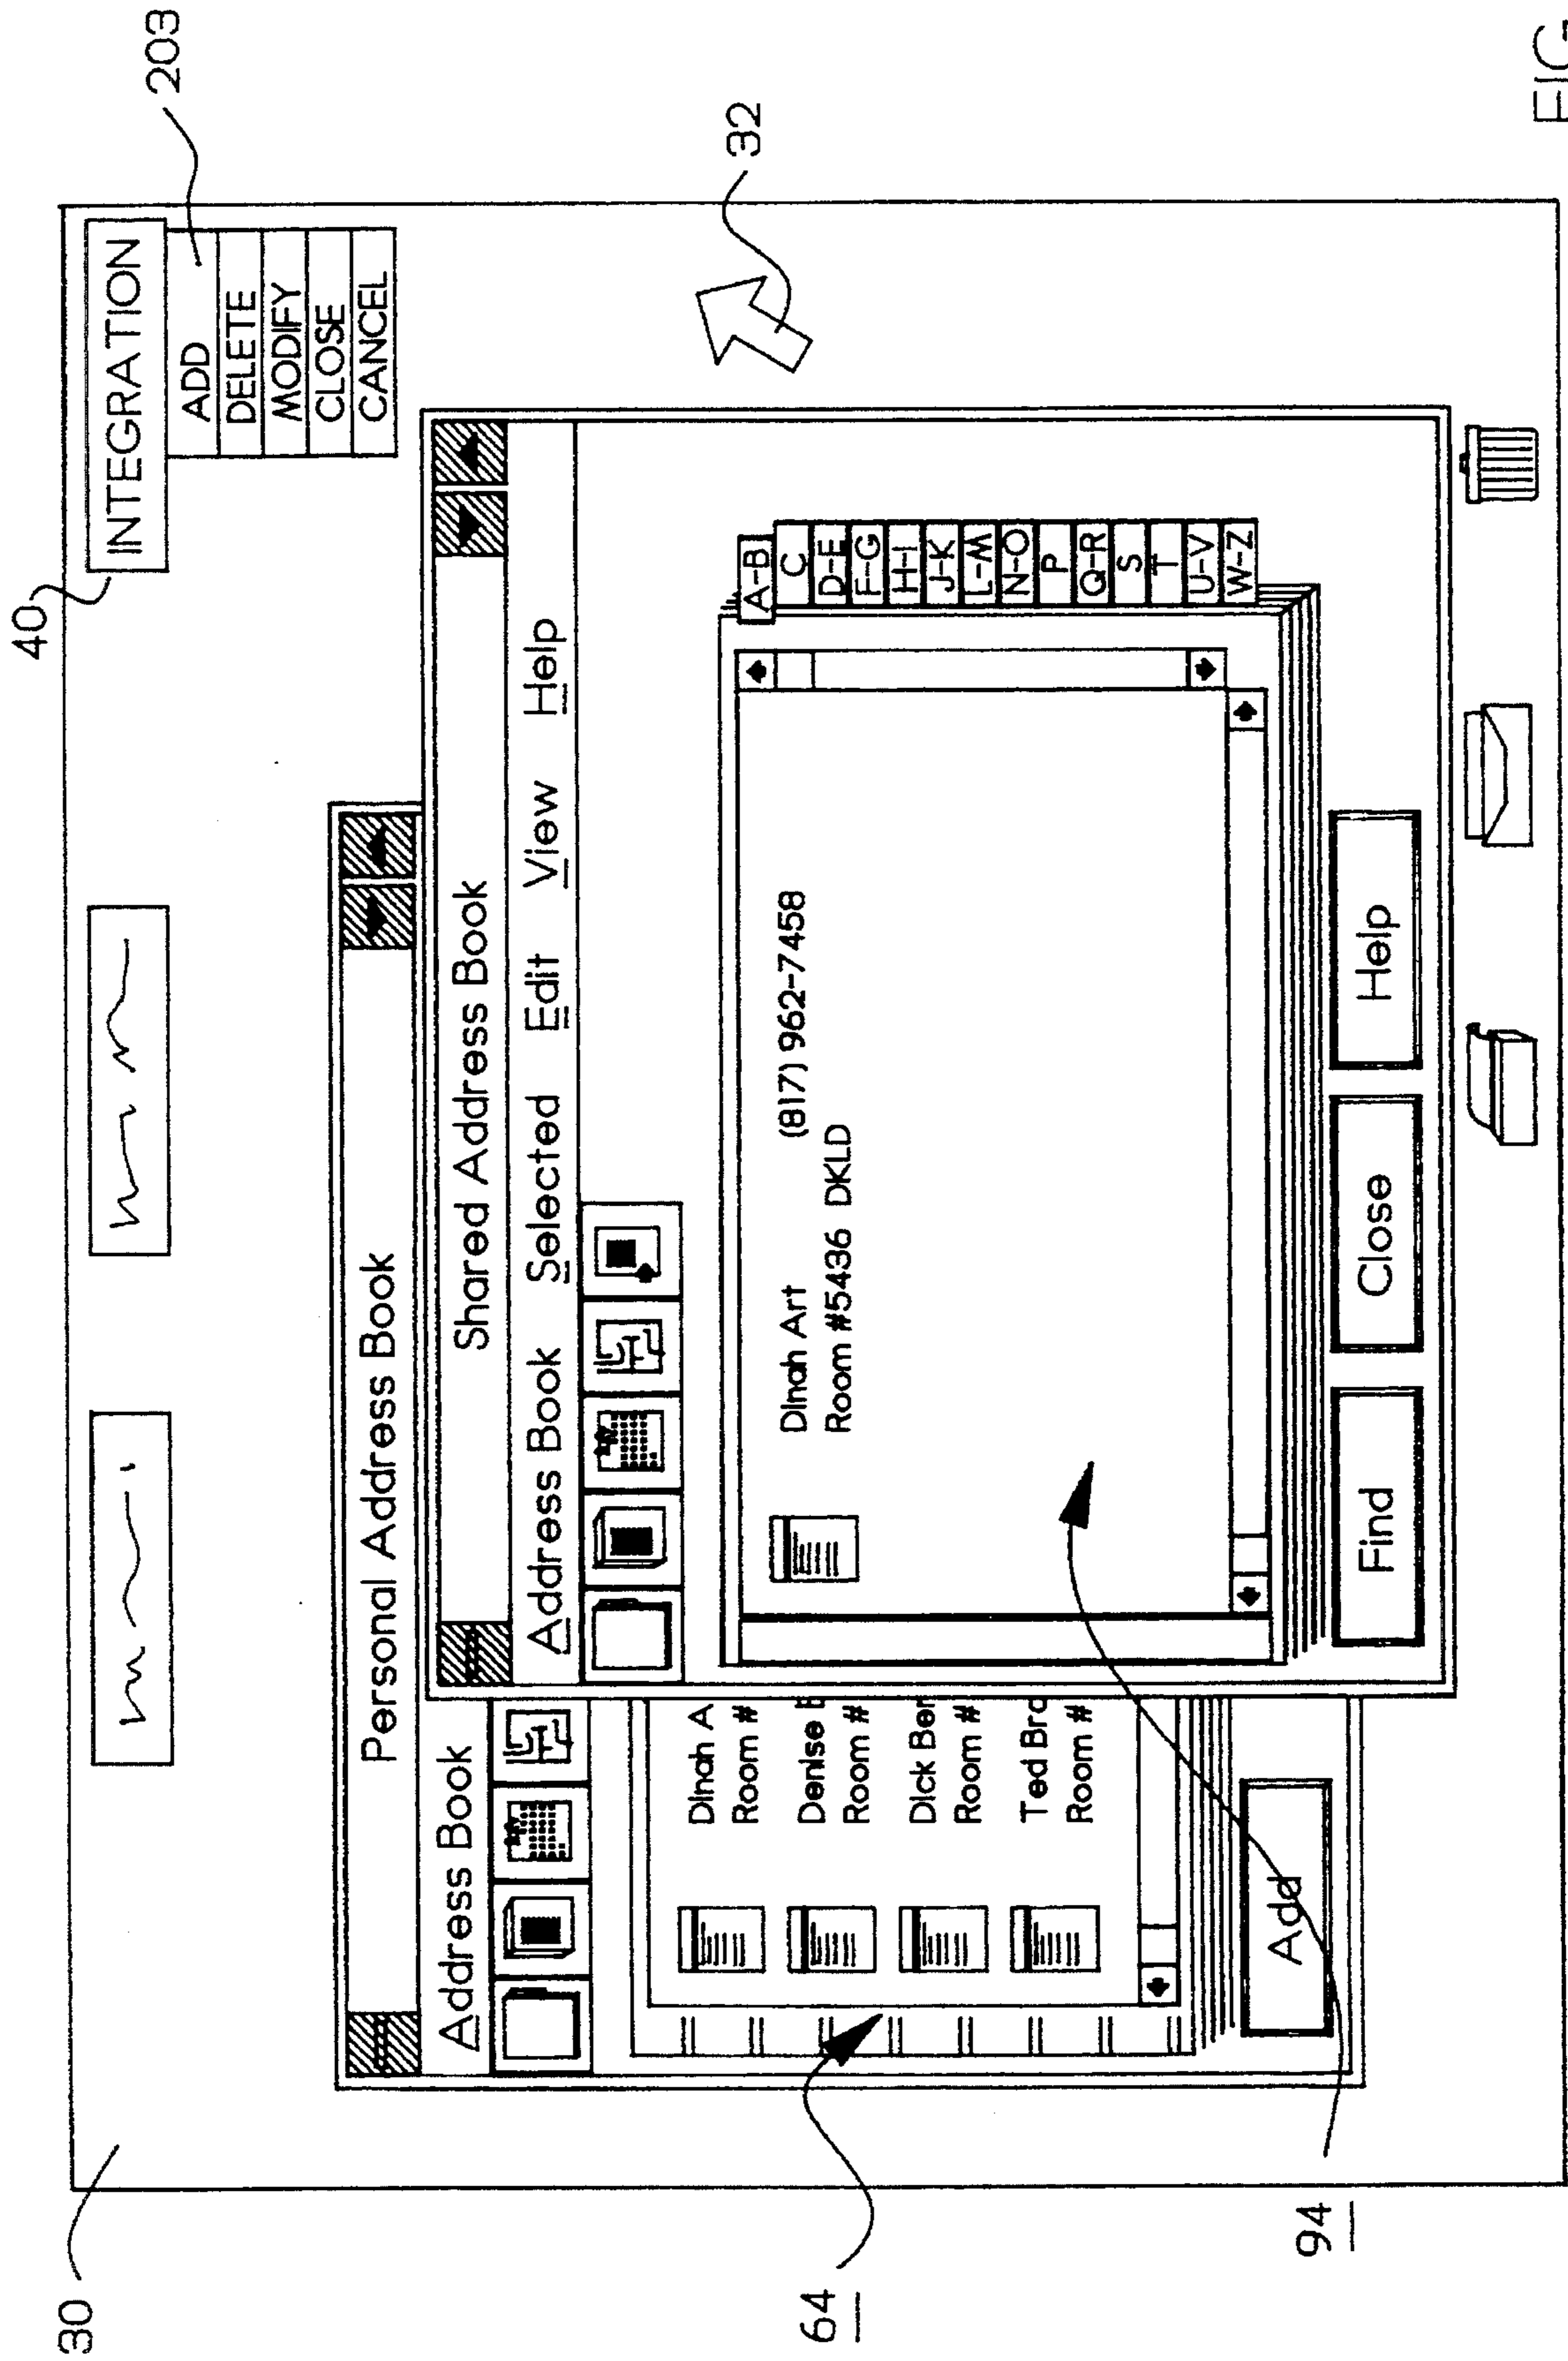 30
40
INTEGRATION
203
ADD
DELETE
MODIFY
CLOSE
CANCEL
32
Personal Address Book
Address Book
Shared Address Book
Address Book Selected Edit View Help
Dinah A
Room #
Denise
Room #
Dick Ber
Room #
Ted Bro
Room #
Add
Dinah Art (817) 962-7458
Room #5436 DKLD
A-B
C
D-E
F-G
H-I
J-K
L-M
N-O
P
Q-R
S
T
U-V
W-Z
Find Close Help
64
94
FIG